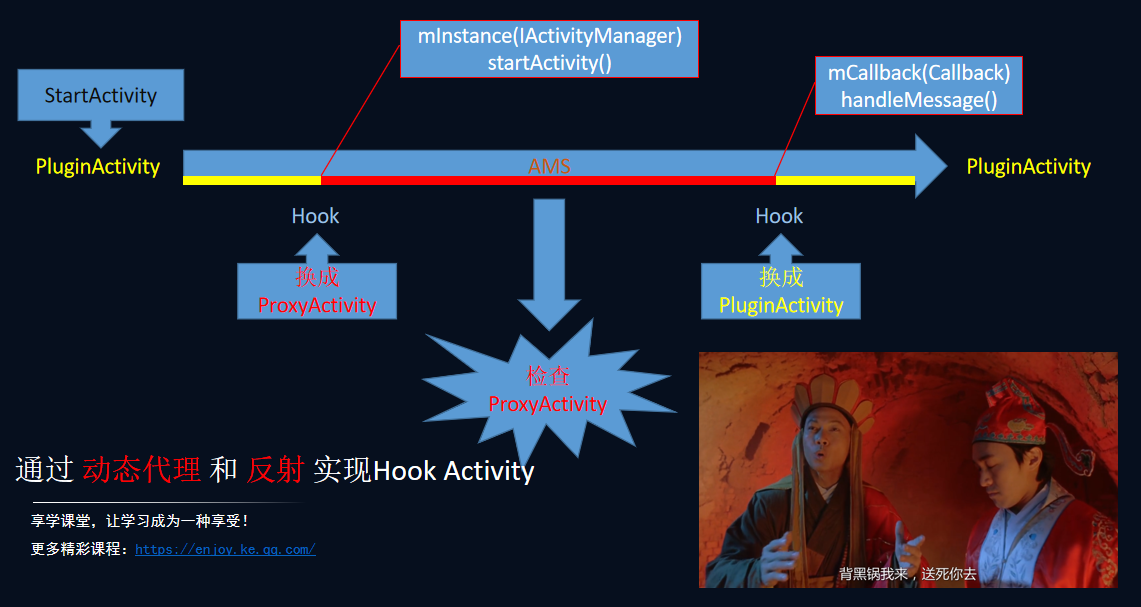 mInstance(IActivityManager)
startActivity()
mCallback(Callback)
handleMessage()
StartActivity
PluginActivity
AMS
PluginActivity
Hook
Hook
换成
ProxyActivity
换成
PluginActivity
检查
ProxyActivity
通过 动态代理 和 反射 实现Hook Activity
享学课堂，让学习成为一种享受！
更多精彩课程：https://enjoy.ke.qq.com/
背黑锅我来，送死你去